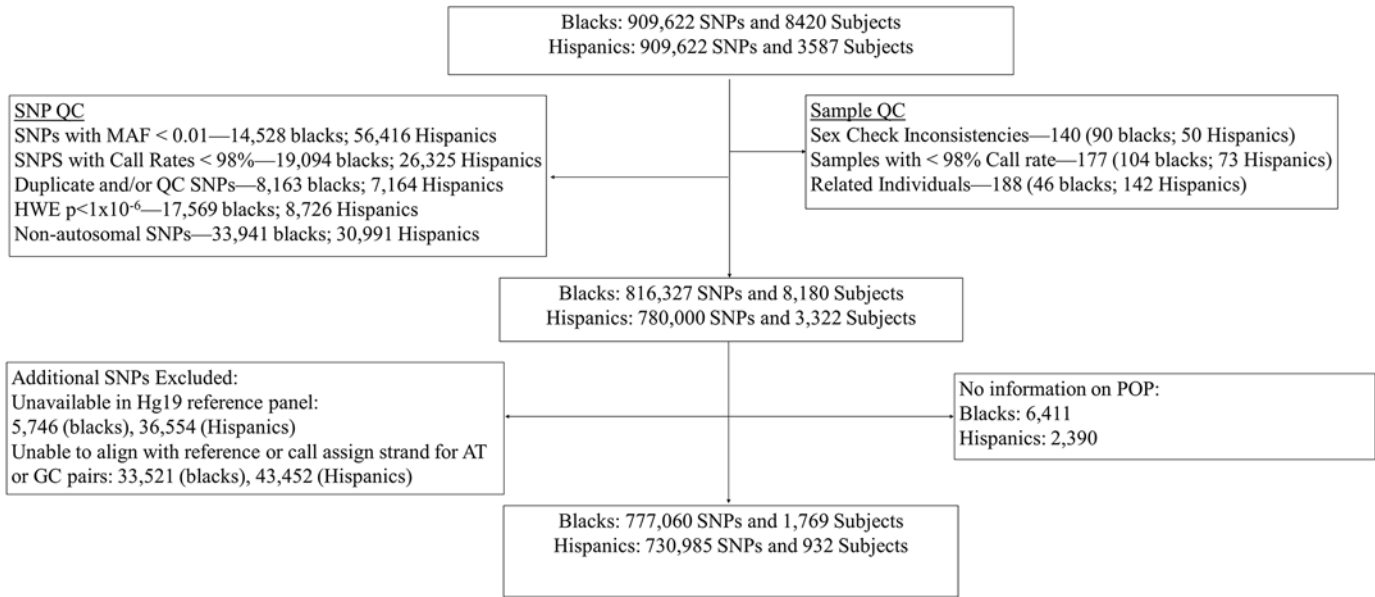 Blacks: 909,622 SNPs and 8420 Subjects
Hispanics: 909,622 SNPs and 3587 Subjects
SNP QC
SNPs with MAF < 0.01—14,528 blacks; 56,416 Hispanics
SNPS with Call Rates < 98%—19,094 blacks; 26,325 Hispanics
Duplicate and/or QC SNPs—8,163 blacks; 7,164 Hispanics
HWE p<1x10⁻⁶—17,569 blacks; 8,726 Hispanics
Non-autosomal SNPs—33,941 blacks; 30,991 Hispanics
Sample QC
Sex Check Inconsistencies—140 (90 blacks; 50 Hispanics)
Samples with < 98% Call rate—177 (104 blacks; 73 Hispanics)
Related Individuals—188 (46 blacks; 142 Hispanics)
Blacks: 816,327 SNPs and 8,180 Subjects
Hispanics: 780,000 SNPs and 3,322 Subjects
Additional SNPs Excluded:
Unavailable in Hg19 reference panel:
5,746 (blacks), 36,554 (Hispanics)
Unable to align with reference or call assign strand for AT
or GC pairs: 33,521 (blacks), 43,452 (Hispanics)
No information on POP:
Blacks: 6,411
Hispanics: 2,390
Blacks: 777,060 SNPs and 1,769 Subjects
Hispanics: 730,985 SNPs and 932 Subjects